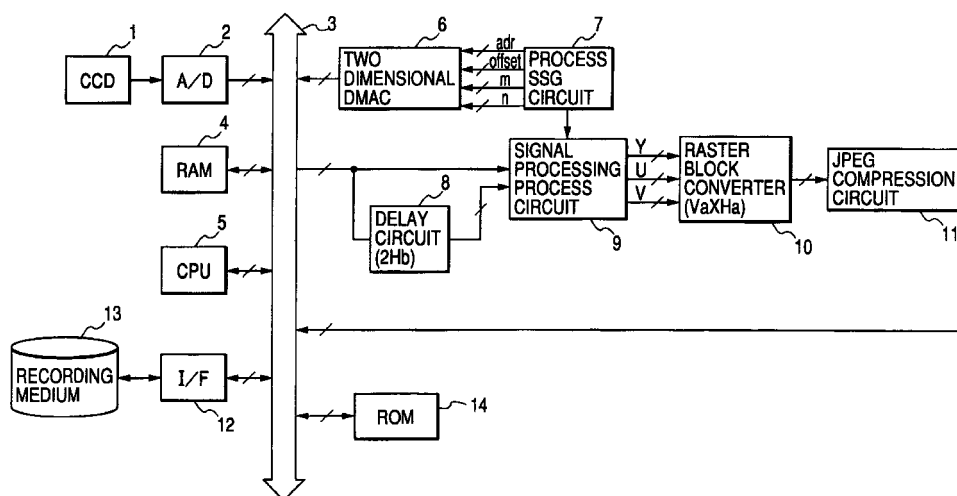 1
2
3
6
7
CCD
A/D
TWO
DIMENSIONAL
DMAC
adr
offset
m
n
PROCESS
SSG
CIRCUIT
4
RAM
8
DELAY
CIRCUIT
(2Hb)
SIGNAL
PROCESSING
PROCESS
CIRCUIT
9
Y
U
V
RASTER
BLOCK
CONVERTER
(VaXHa)
10
JPEG
COMPRESSION
CIRCUIT
11
5
CPU
13
RECORDING
MEDIUM
I/F
12
ROM
14